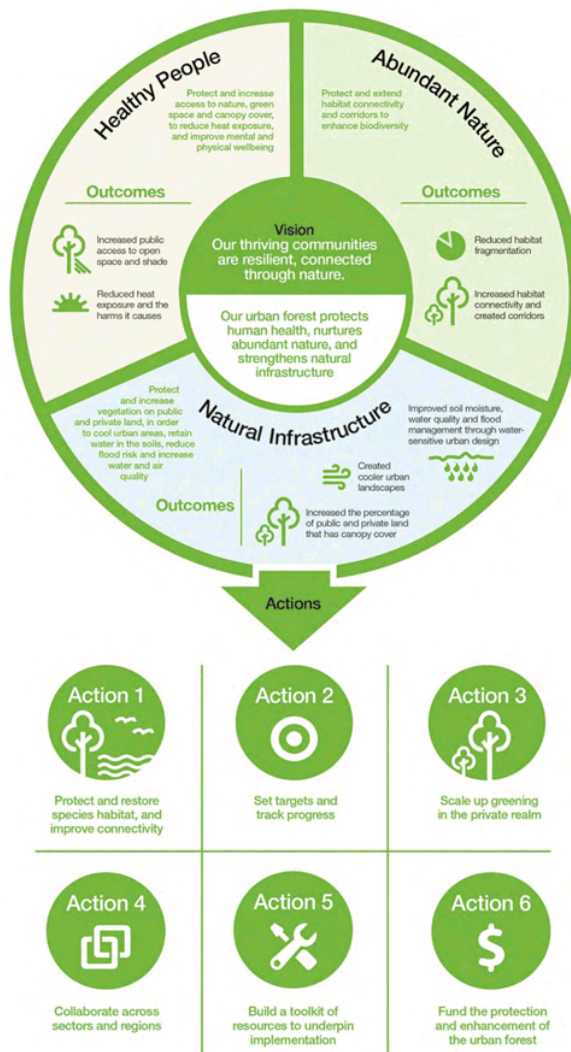 Healthy People
Protect and increase
access to nature, green
space and canopy cover,
to reduce heat exposure,
and improve mental and
physical wellbeing
Outcomes
Increased public
access to open
space and shade
Reduced heat
exposure and the
harms it causes
Abundant Nature
Protect and extend
habitat connectivity
and corridors to
enhance biodiversity
Outcomes
Reduced habitat
fragmentation
Increased habitat
connectivity and
created corridors
Vision
Our thriving communities
are resilient, connected
through nature.
Our urban forest protects
human health, nurtures
abundant nature, and
strengthens natural
infrastructure
Natural Infrastructure
Protect
and increase
vegetation on public
and private land, in order
to cool urban areas, retain
water in the soils, reduce
flood risk and increase
water and air
quality
Outcomes
Improved soil moisture,
water quality and flood
management through water-
sensitive urban design
Created
cooler urban
landscapes
Increased the percentage
of public and private land
that has canopy cover
Actions
Action 1
Protect and restore
species habitat, and
improve connectivity
Action 2
Set targets and
track progress
Action 3
Scale up greening
in the private realm
Action 4
Collaborate across
sectors and regions
Action 5
Build a toolkit of
resources to underpin
implementation
Action 6
$
Fund the protection
and enhancement of
the urban forest